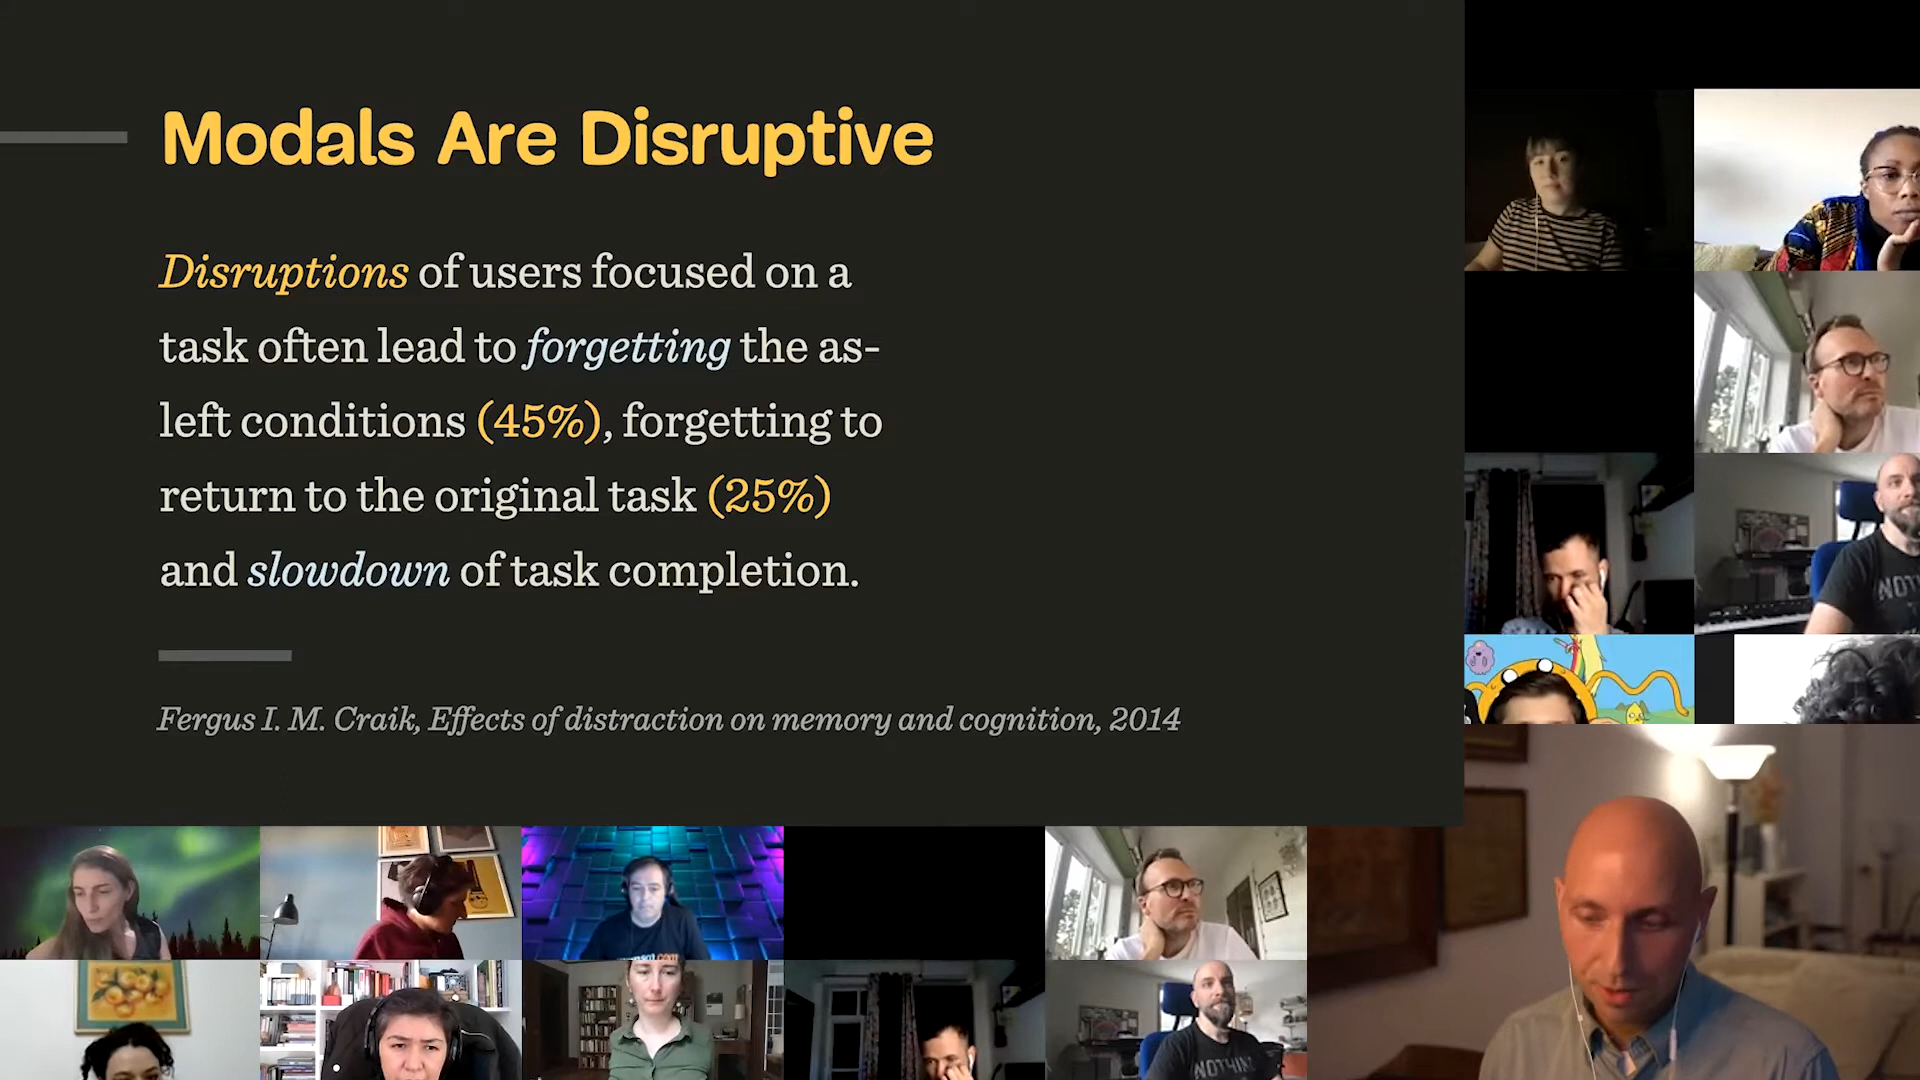 Modals Are Disruptive
Disruptions of users focused on a
task often lead to forgetting the as-
left conditions (45%), forgetting to
return to the original task (25%)
and slowdown of task completion.
Fergus I. M. Craik, Effects of distraction on memory and cognition, 2014
NOTHIN